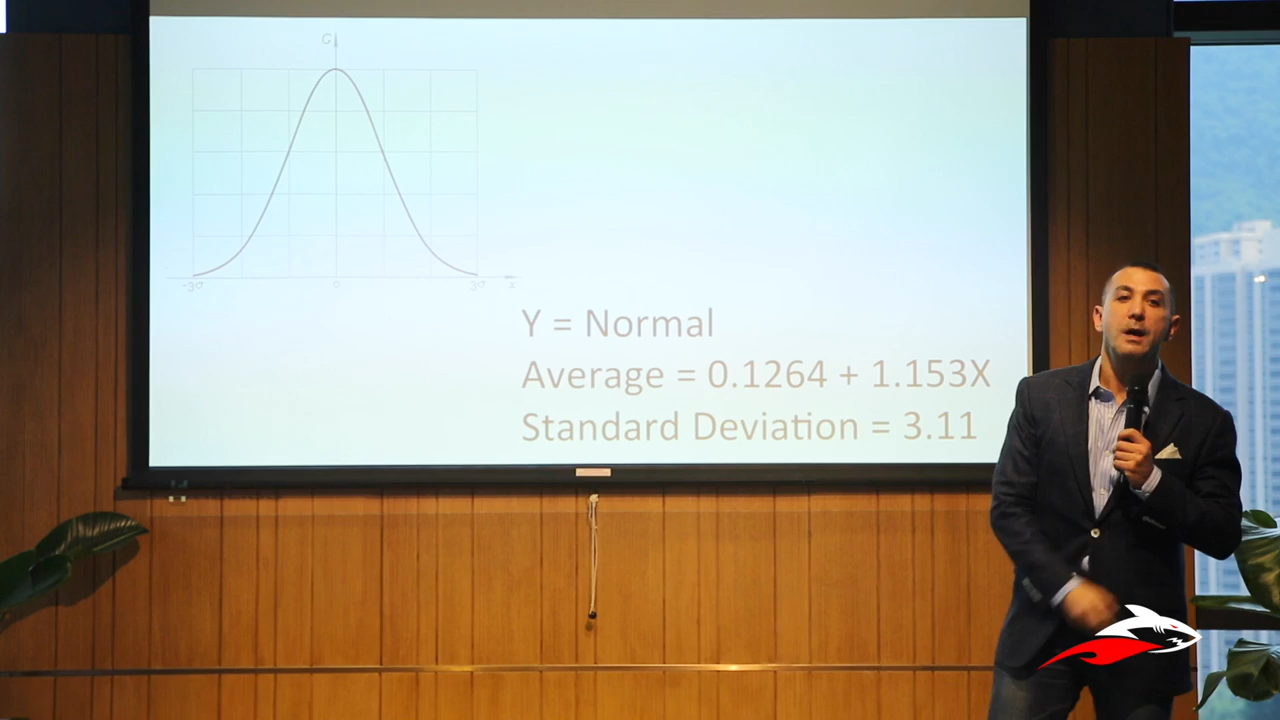 G
-3σ 0 3σ x
Y = Normal
Average = 0.1264 + 1.153X
Standard Deviation = 3.11